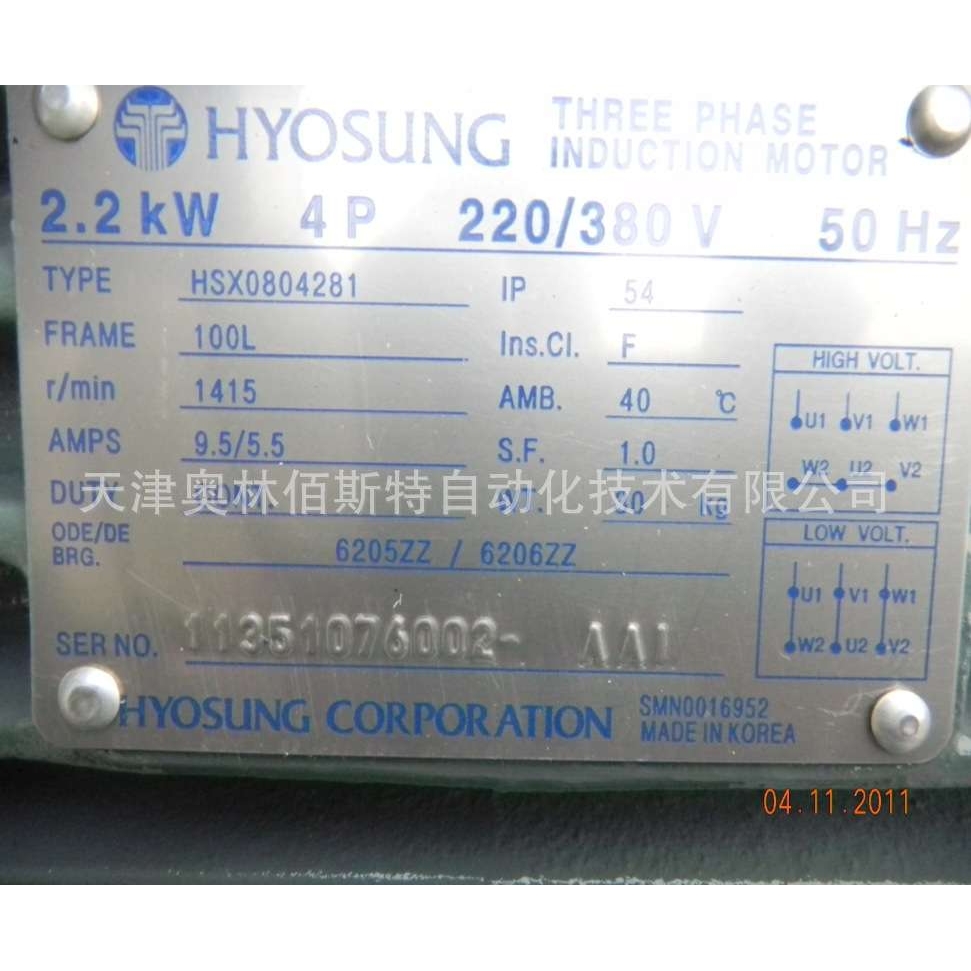 HYOSUNG THREE PHASE INDUCTION MOTOR
2.2 kW 4 P 220/380 V 50 Hz
TYPE HSX0804281 IP 54
FRAME 100L Ins.Cl. F
r/min 1415 AMB. 40 ℃
AMPS 9.5/5.5 S.F. 1.0
天津奥林佰斯特自动化技术有限公司
DUTY kg
ODE/DE BRG. 6205ZZ / 6206ZZ
SER NO. 11351076002- AA1
HYOSUNG CORPORATION
SMN0016952
MADE IN KOREA
HIGH VOLT.
U1 V1 W1
W2 U2 V2
LOW VOLT.
U1 V1 W1
W2 U2 V2
04.11.2011